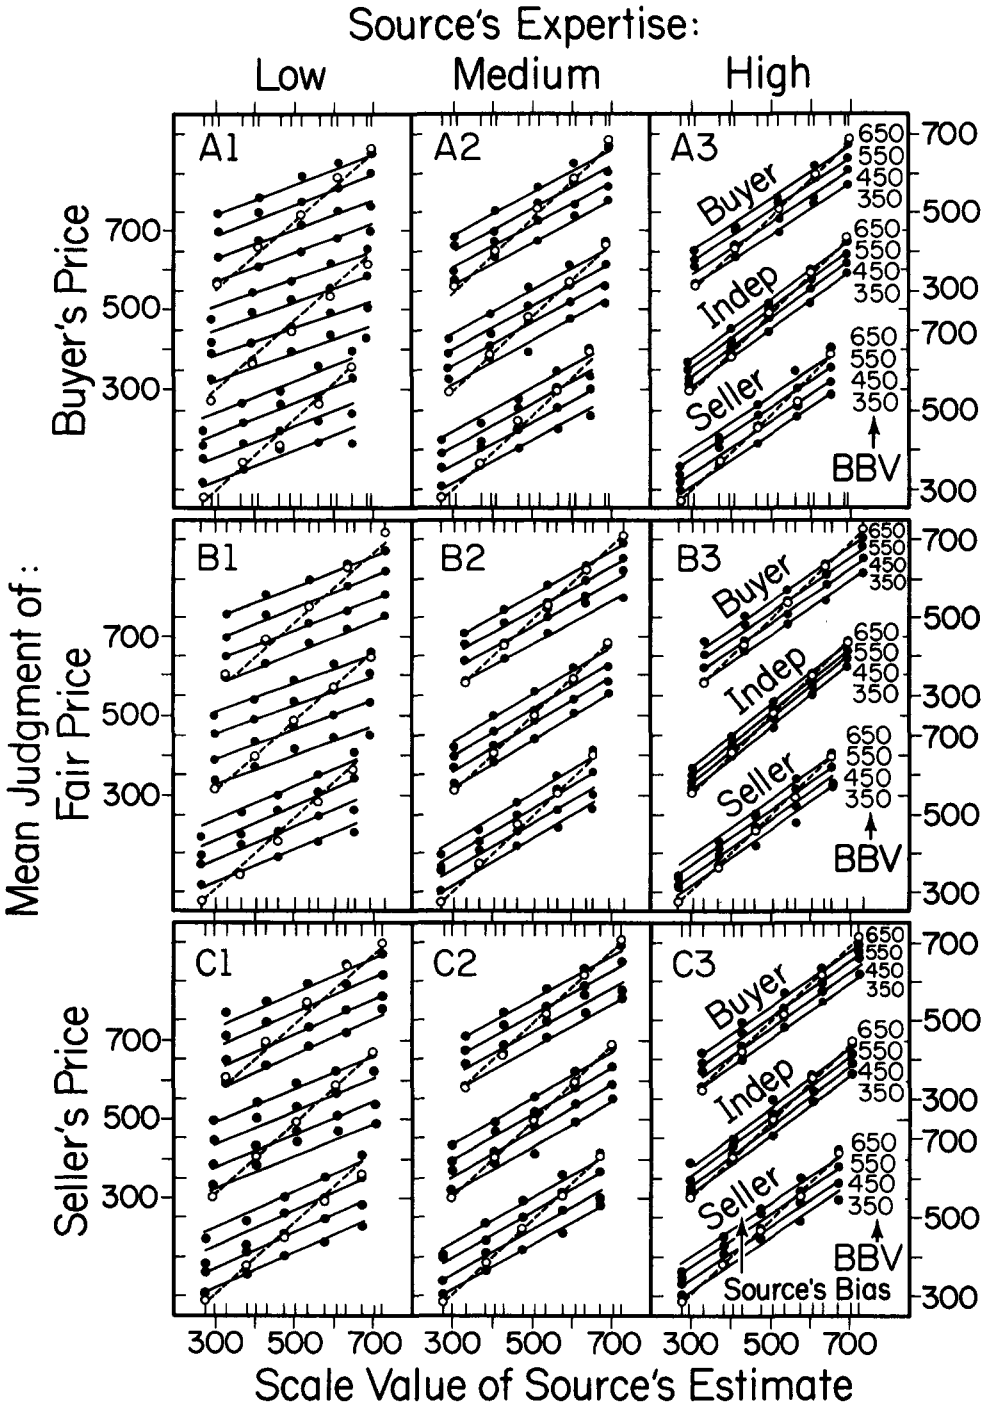 Source's Expertise:
Low Medium High
A1 A2 A3
Buyer's Price
700
500
300
Buyer
Indep
Seller
650
550
450
350
650
550
450
350
650
550
450
350
BBV
700
500
300
700
500
300
B1 B2 B3
Mean Judgment of:
Fair Price
700
500
300
Buyer
Indep
Seller
650
550
450
350
650
550
450
350
650
550
450
350
BBV
700
500
300
700
500
300
C1 C2 C3
Seller's Price
700
500
300
Buyer
Indep
Seller
650
550
450
350
650
550
450
350
650
550
450
350
BBV
Source's Bias
700
500
300
700
500
300
300 500 700 300 500 700 300 500 700
Scale Value of Source's Estimate